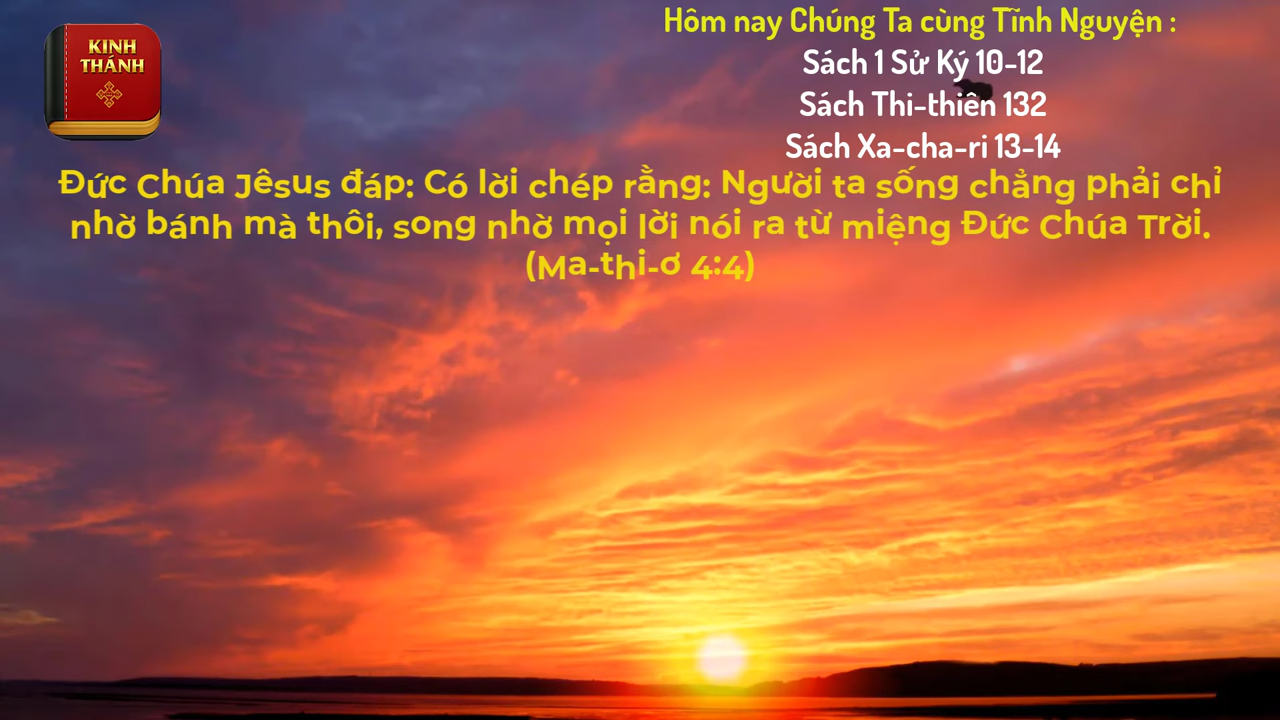 KINH
THÁNH
Hôm nay Chúng Ta cùng Tĩnh Nguyện :
Sách 1 Sử Ký 10-12
Sách Thi-thiên 132
Sách Xa-cha-ri 13-14
Đức Chúa Jêsus đáp: Có lời chép rằng: Người ta sống chẳng phải chỉ
nhờ bánh mà thôi, song nhờ mọi lời nói ra từ miệng Đức Chúa Trời.
(Ma-thi-ơ 4:4)